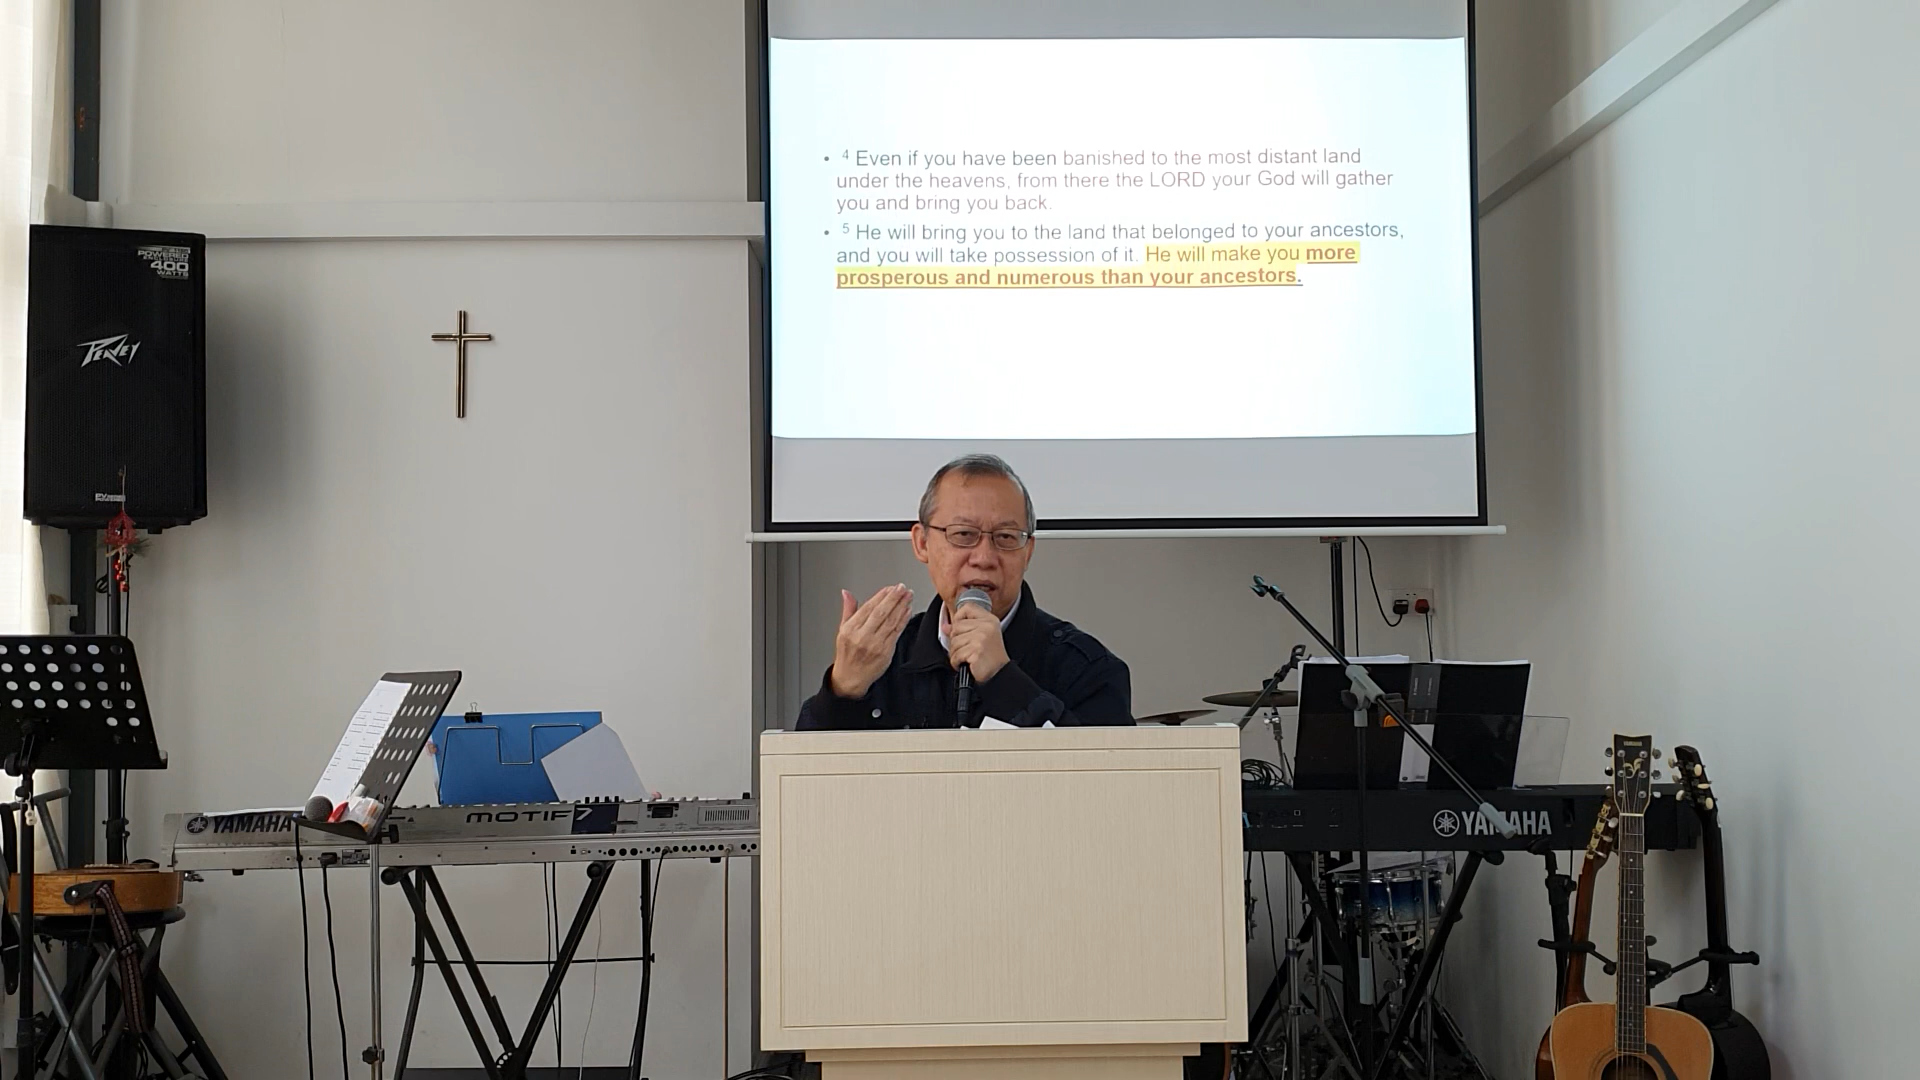 • 4 Even if you have been banished to the most distant land
under the heavens, from there the LORD your God will gather
you and bring you back.
• 5 He will bring you to the land that belonged to your ancestors,
and you will take possession of it. He will make you more
prosperous and numerous than your ancestors.
POWERED
400
WATTS
PEAVEY
YAMAHA
MOTIF 7
YAMAHA